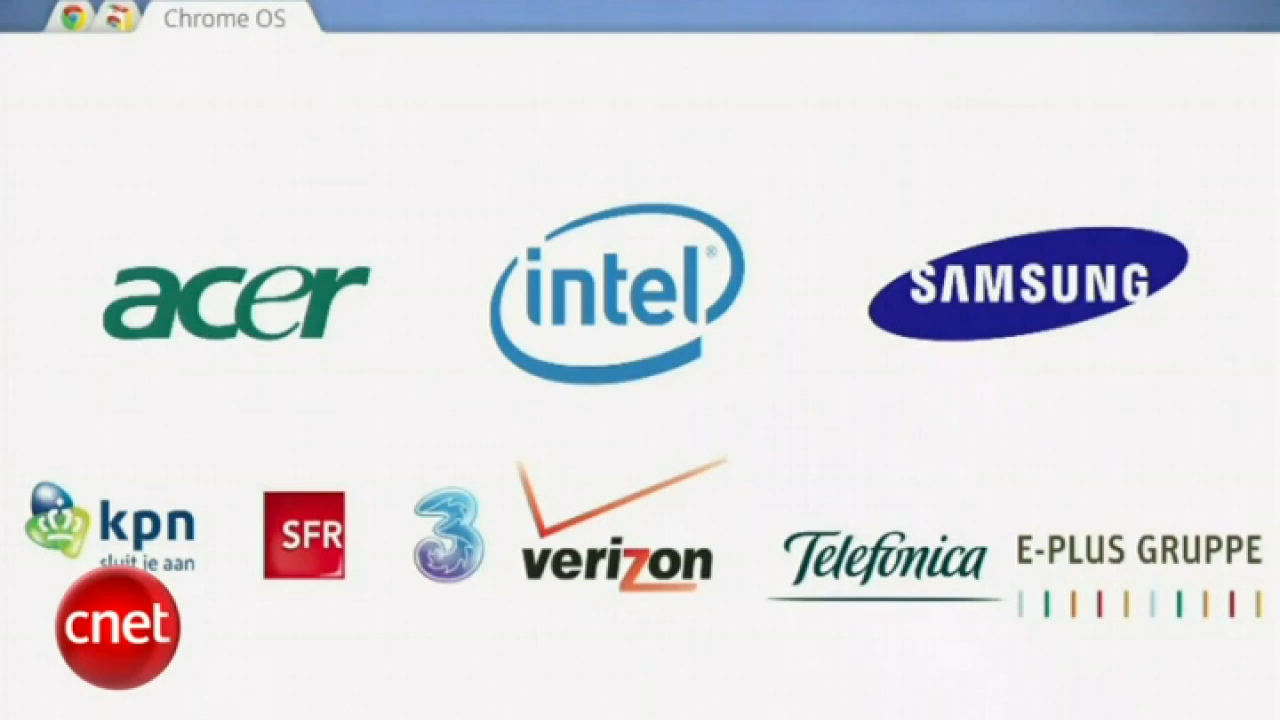 Chrome OS
acer
intel®
SAMSUNG
kpn
sluit je aan
SFR
3
verizon
Telefónica
E-PLUS GRUPPE
cnet